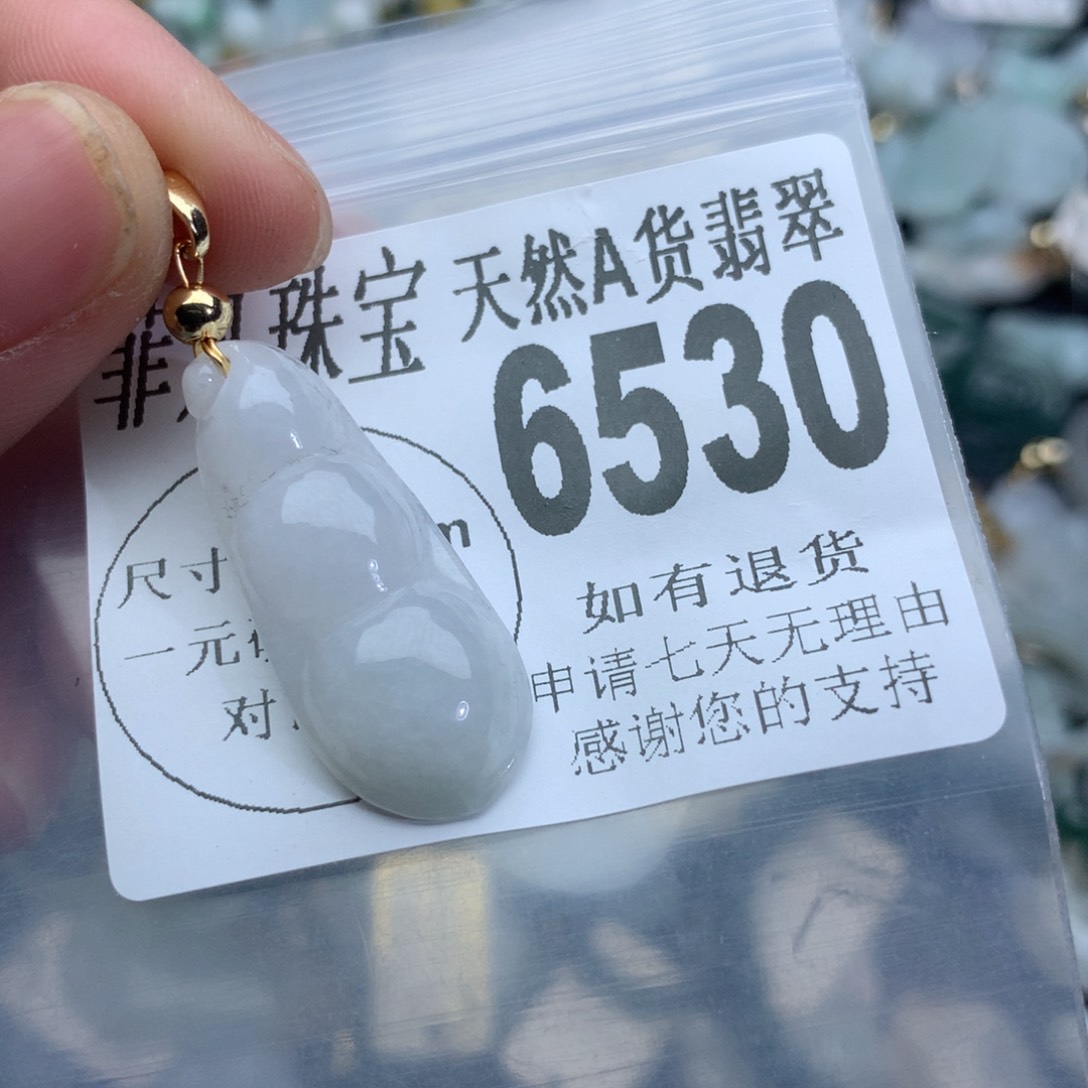 珠宝 天然A货翡翠
6530
尺寸
一元
对
如有退货
申请七天无理由
感谢您的支持